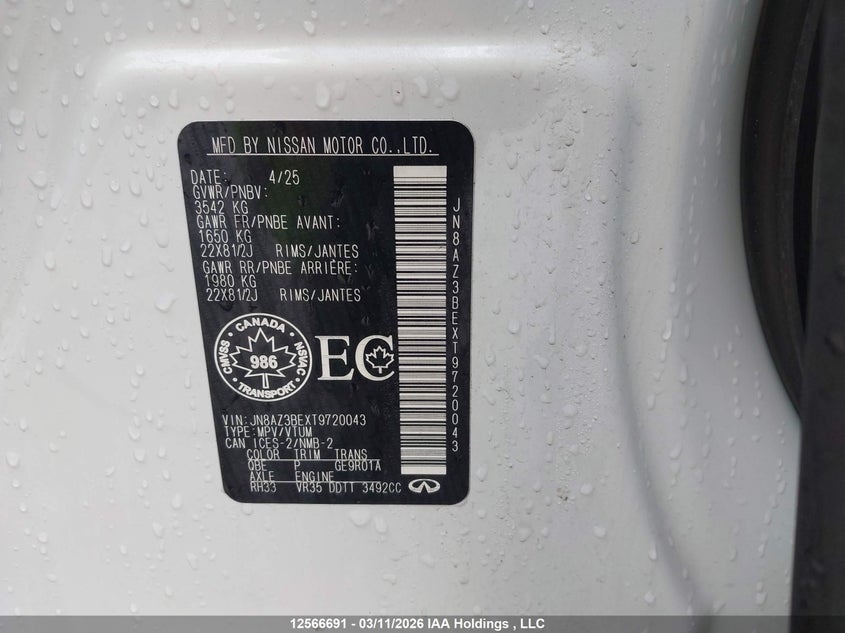 MFD BY NISSAN MOTOR CO.,LTD.
DATE: 4/25
GVWR/PNBV:
3542 KG
GAWR FR/PNBE AVANT:
1650 KG
22X81/2J RIMS/JANTES
GAWR RR/PNBE ARRIÈRE:
1980 KG
22X81/2J RIMS/JANTES
CANADA
CMVSS NSVAC
986
TRANSPORT
EC
VIN:JN8AZ3BEXT9720043
TYPE:MPV/VTUM
CAN ICES-2/NMB-2
COLOR TRIM TRANS
QBE P GE9R01A
AXLE ENGINE
RH33 VR35 DDTT 3492CC
JN8AZ3BEXT9720043
12566691 - 03/11/2026 IAA Holdings , LLC